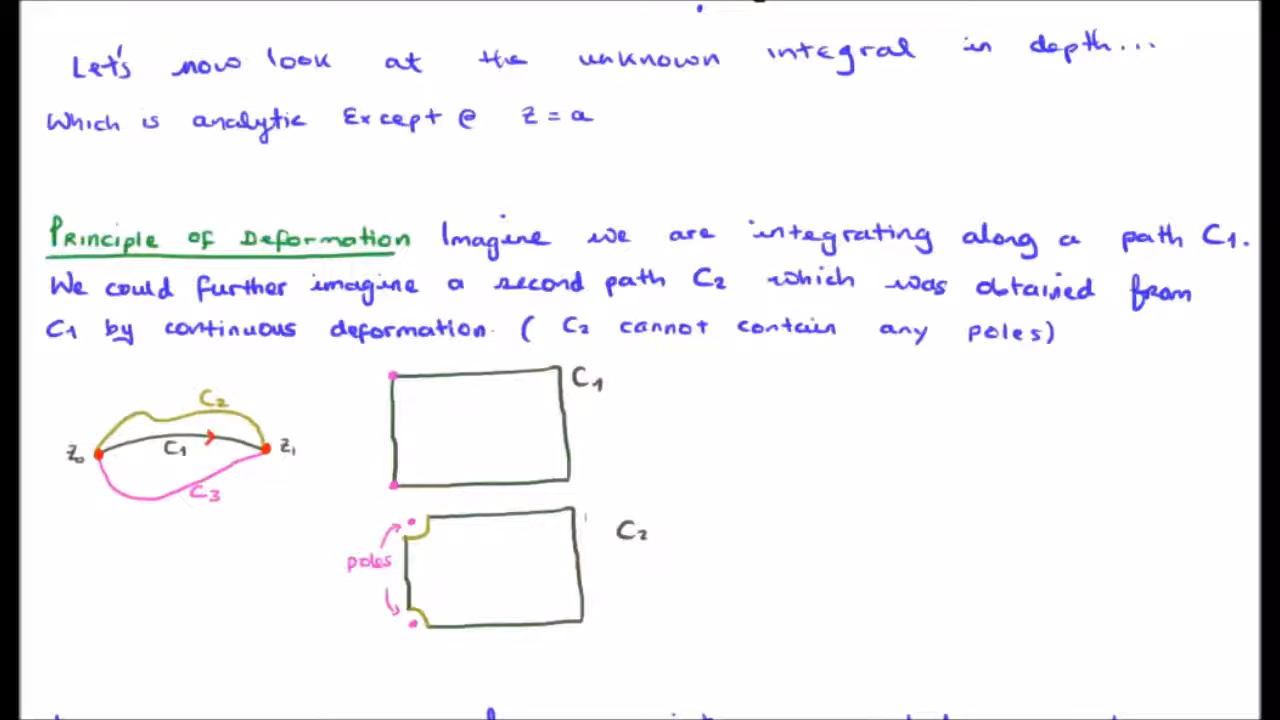 Let's now look at the unknown integral in depth...
Which is analytic Except @ z = a
PRINCIPLE OF DEFORMATION Imagine we are integrating along a path C1.
We could further imagine a second path C2 which was obtained from
C1 by continuous deformation. ( C2 cannot contain any poles)
C2
Z0 C1 Z1
C3
C1
C2
poles